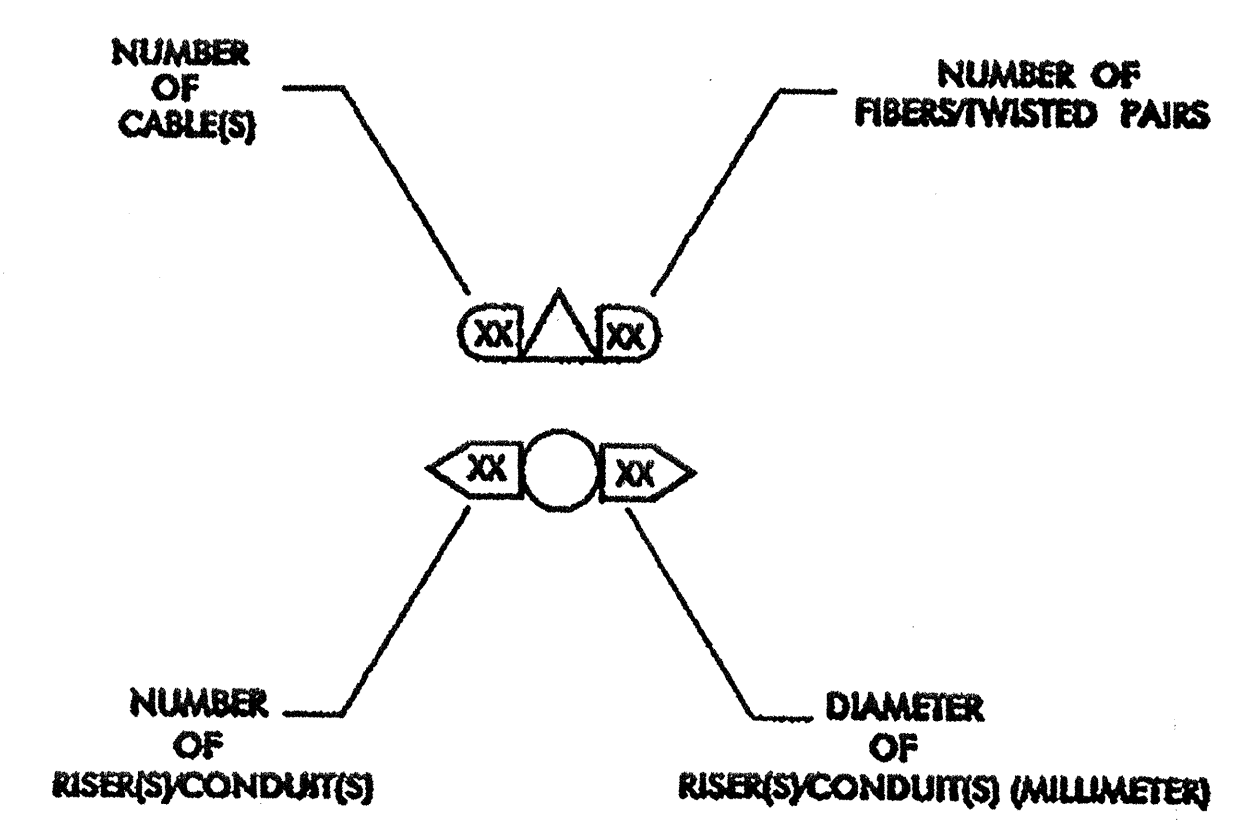 NUMBER
OF
CABLE(S)
NUMBER OF
FIBERS/TWISTED PAIRS
XX XX
XX XX
NUMBER
OF
RISER(S)/CONDUIT(S)
DIAMETER
OF
RISER(S)/CONDUIT(S) (MILLIMETER)